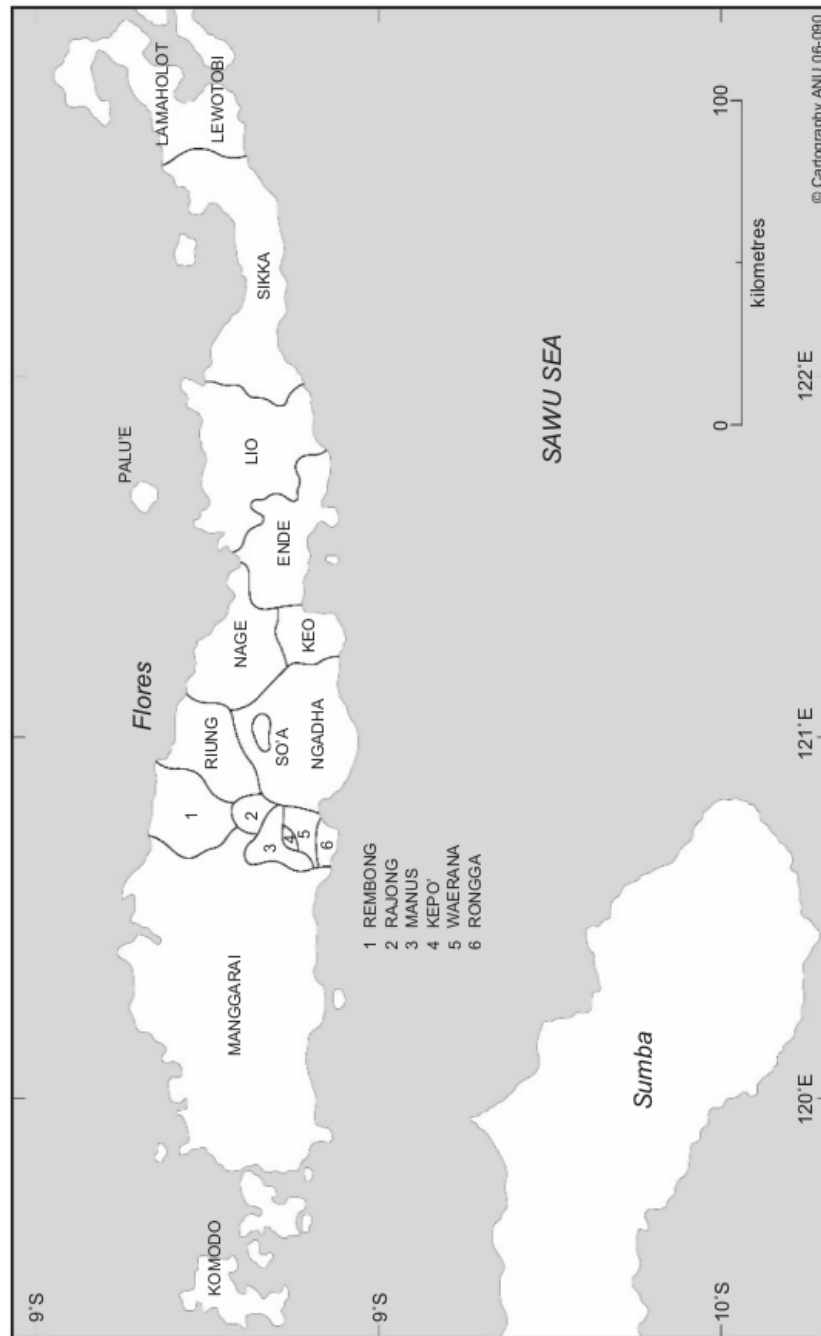 9°S
9°S
10°S
120°E
121°E
122°E
KOMODO
MANGGARAI
Flores
RIUNG
SO'A
NGADHA
NAGE
KEO
ENDE
LIO
PALU'E
SIKKA
LAMAHOLOT
LEWOTOBI
1
2
3
4
5
6
1 REMBONG
2 RAJONG
3 MANUS
4 KEPO'
5 WAERANA
6 RONGGA
Sumba
SAWU SEA
0
100
kilometres
© Cartography ANU 06-090